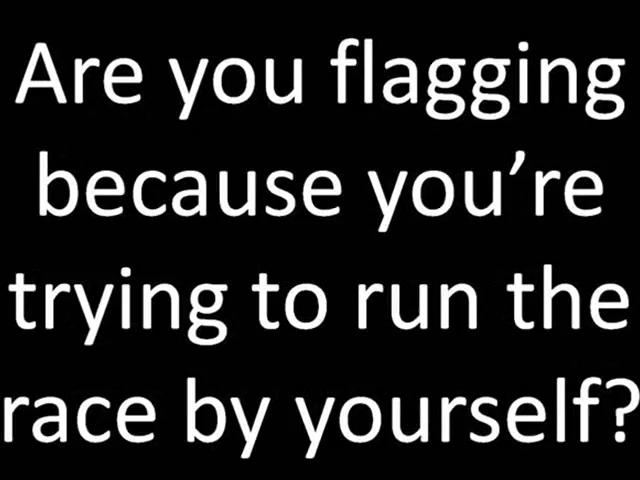 Are you flagging
because you’re
trying to run the
race by yourself?